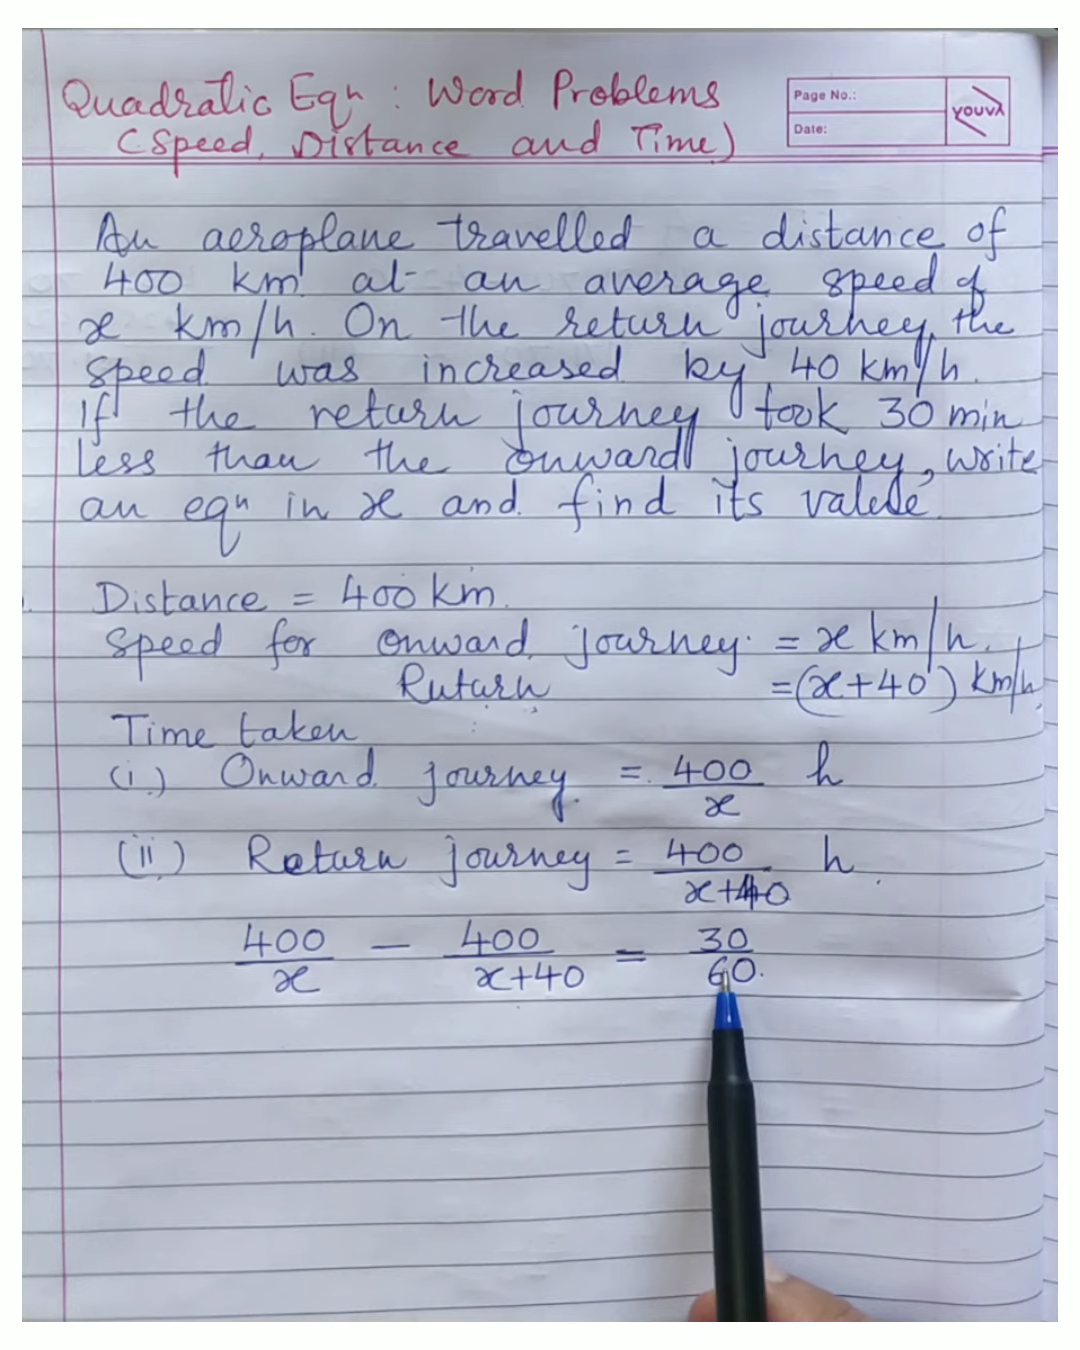 Quadratic Eqn : Word Problems
(Speed, Distance and Time)
Page No.:
Date:
YOUVA
An aeroplane travelled a distance of
400 km at an average speed of
x km/h. On the return journey, the
speed was increased by 40 km/h.
If the return journey took 30 min
less than the onward journey, write
an eqn in x and find its value.
Distance = 400 km.
Speed for onward journey = x km/h.
Ruturn = (x+40) km/h.
Time taken
(i) Onward journey = 400/x h
(ii) Return journey = 400/x+40 h.
400/x - 400/x+40 = 30/60.